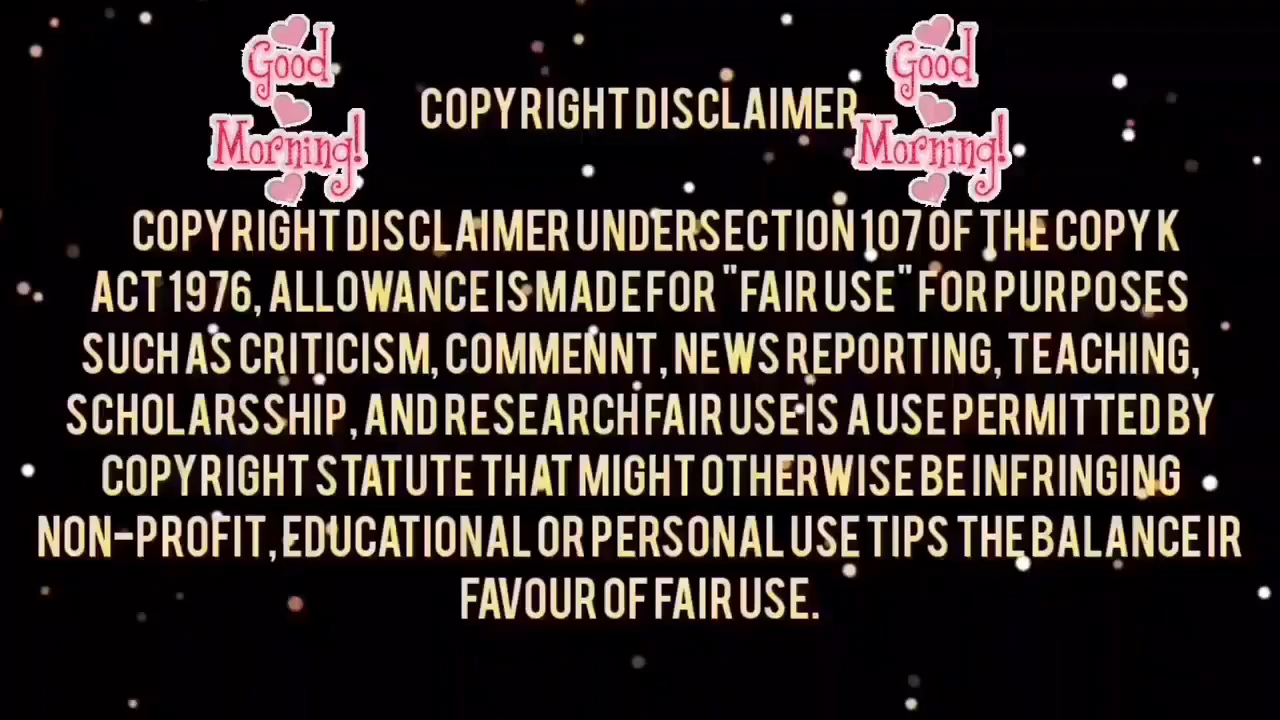 Good Good
COPYRIGHT DISCLAIMER
Morning! Morning!
COPYRIGHT DISCLAIMER UNDER SECTION 107 OF THE COPY K
ACT 1976, ALLOWANCE IS MADE FOR "FAIR USE" FOR PURPOSES
SUCH AS CRITICISM, COMMENNT, NEWS REPORTING, TEACHING,
SCHOLARSSHIP, AND RESEARCH FAIR USE IS A USE PERMITTED BY
COPYRIGHT STATUTE THAT MIGHT OTHERWISE BE INFRINGING
NON-PROFIT, EDUCATIONAL OR PERSONAL USE TIPS THE BALANCE IR
FAVOUR OF FAIR USE.